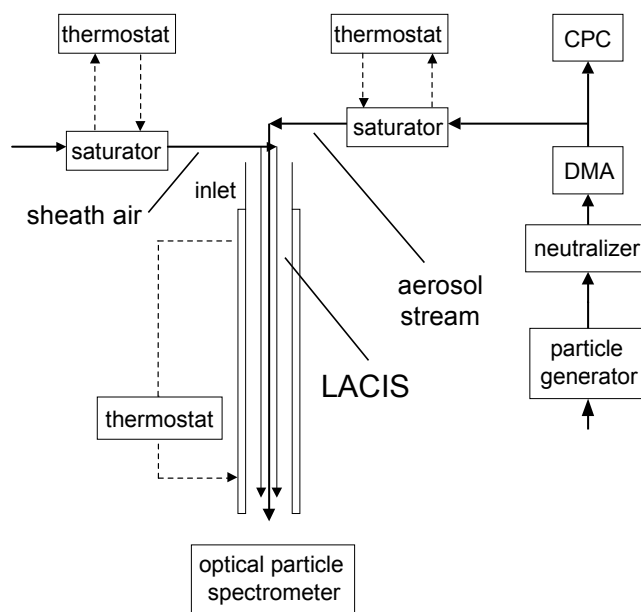 thermostat
thermostat
CPC
saturator
saturator
DMA
inlet
sheath air
neutralizer
aerosol
stream
particle
generator
LACIS
thermostat
optical particle
spectrometer